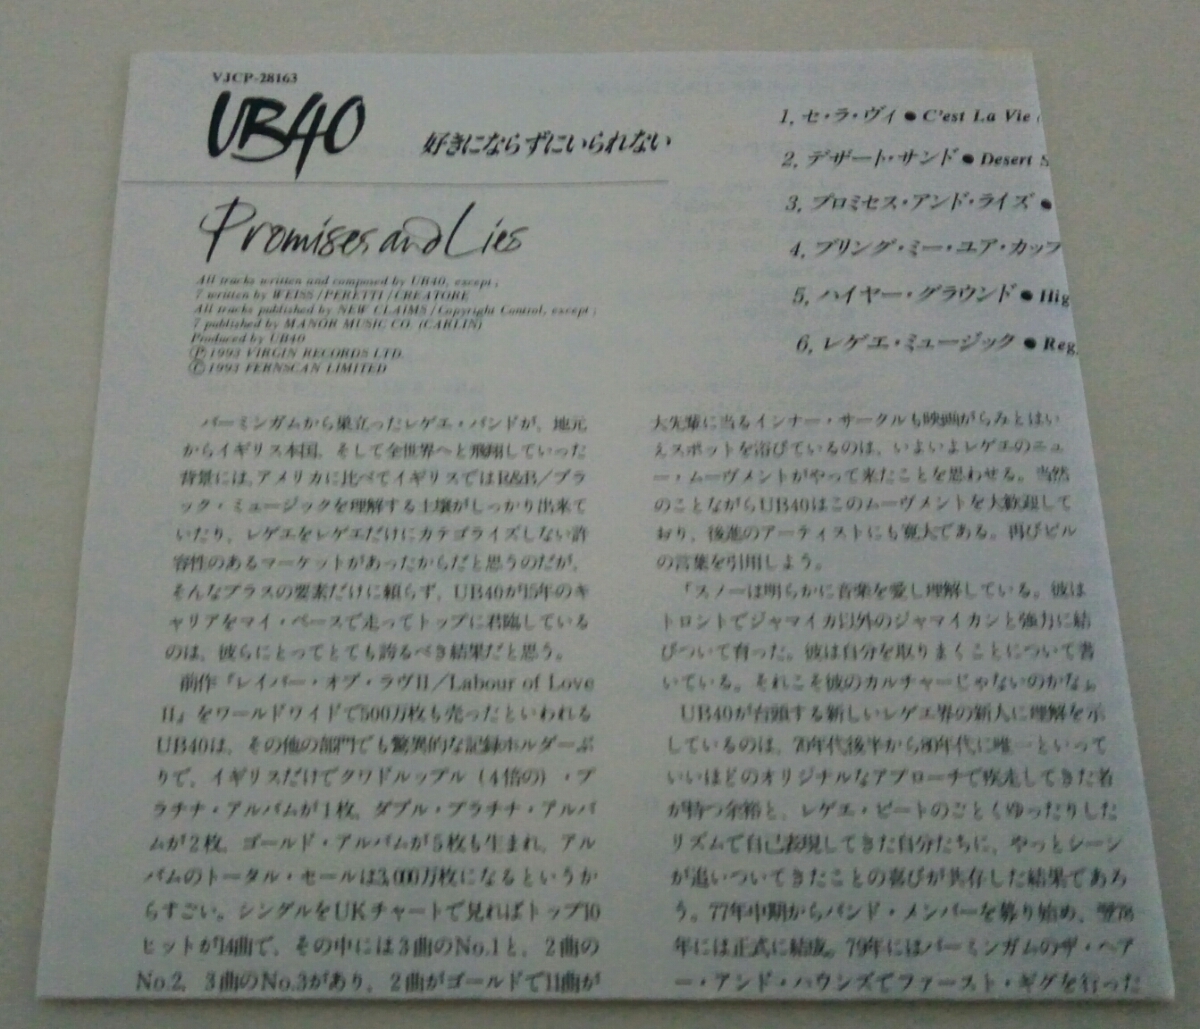 VJCP-28163
UB40
好きにならずにいられない
Promises and Lies
All tracks written and composed by UB40, except ;
7 written by WEISS/PERETTI/CREATORE
All tracks published by NEW CLAIMS/Copyright Control, except ;
7 published by MANOR MUSIC CO. (CARLIN)
Produced by UB40
Ⓟ 1993 VIRGIN RECORDS LTD.
Ⓒ 1993 FERNSCAN LIMITED
1, セ・ラ・ヴィ ● C'est La Vie
2, デザート・サンド ● Desert S
3, プロミセス・アンド・ライズ ●
4, ブリング・ミー・ユア・カップ
5, ハイヤー・グラウンド ● Hig
6, レゲエ・ミュージック ● Reg
バーミンガムから巣立ったレゲエ・バンドが、地元
からイギリス本国、そして全世界へと飛翔していった
背景には、アメリカに比べてイギリスではR&B/ブラ
ック・ミュージックを理解する土壌がしっかり出来て
いたり、レゲエをレゲエだけにカテゴライズしない許
容性のあるマーケットがあったからだと思うのだが、
そんなプラスの要素だけに頼らず、UB40が15年のキ
ャリアをマイ・ペースで走ってトップに君臨している
のは、彼らにとってとても誇るべき結果だと思う。
前作『レイバー・オブ・ラヴII/Labour of Love
II』をワールドワイドで500万枚も売ったといわれる
UB40は、その他の部門でも驚異的な記録ホルダーぶ
りで、イギリスだけでクワドルップル(4倍の)・プ
ラチナ・アルバムが1枚、ダブル・プラチナ・アルバ
ムが2枚、ゴールド・アルバムが5枚も生まれ、アル
バムのトータル・セールは3,000万枚になるというか
らすごい。シングルをUKチャートで見ればトップ10
ヒットが14曲で、その中には3曲のNo.1と、2曲の
No.2、3曲のNo.3があり、2曲がゴールドで11曲が
大先輩に当るインナー・サークルも映画がらみとはい
えスポットを浴びているのは、いよいよレゲエのニュ
ー・ムーヴメントがやって来たことを思わせる。当然
のことながらUB40はこのムーヴメントを大歓迎して
おり、後進のアーティストにも寛大である。再びビル
の言葉を引用しよう。
「スノーは明らかに音楽を愛し理解している。彼は
トロントでジャマイカ以外のジャマイカンと強力に結
びついて育った。彼は自分を取りまくことについて書
いている。それこそ彼のカルチャーじゃないのかな」
UB40が台頭する新しいレゲエ界の新人に理解を示
しているのは、70年代後半から80年代に唯一といって
いいほどのオリジナルなアプローチで疾走してきた者
が持つ余裕と、レゲエ・ビートのごとくゆったりした
リズムで自己表現してきた自分たちに、やっとシーン
が追いついてきたことの喜びが共存した結果であろ
う。77年中期からバンド・メンバーを募り始め、翌78
年には正式に結成。79年にはバーミンガムのザ・ヘア
ー・アンド・ハウンズでファースト・ギグを行った